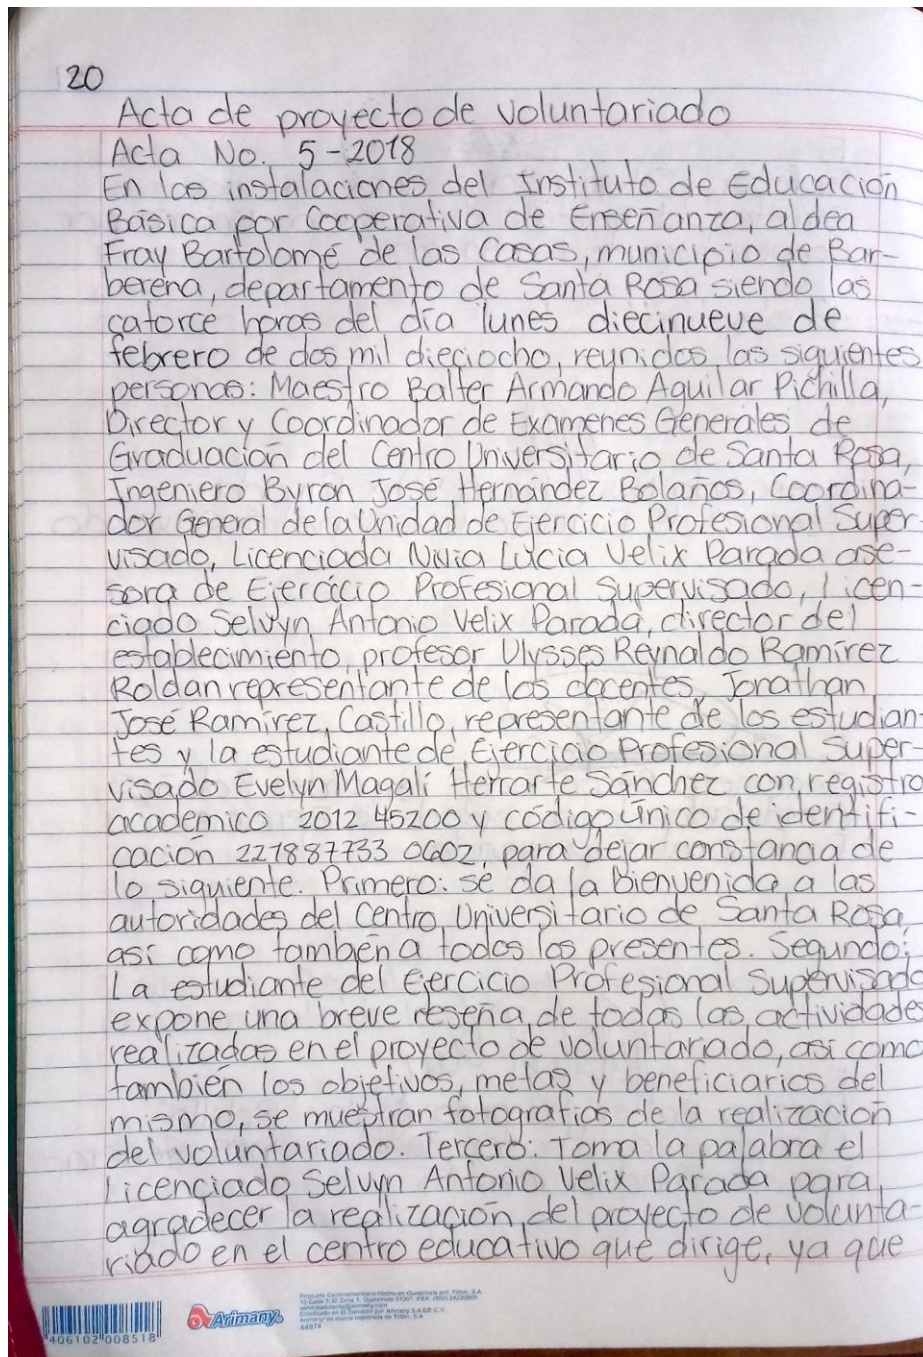 20
Acta de proyecto de voluntariado
Acta No. 5-2018
En las instalaciones del Instituto de Educación
Básica por Cooperativa de Enseñanza, aldea
Fray Bartolomé de las Casas, municipio de Bar-
berena, departamento de Santa Rosa siendo las
catorce horas del día lunes diecinueve de
febrero de dos mil dieciocho, reunidos las siguientes
personas: Maestro Balter Armando Aguilar Pichilla,
Director y Coordinador de Examenes Generales de
Graduación del Centro Universitario de Santa Rosa,
Ingeniero Byron José Hernández Bolaños, Coordina-
dor General de la Unidad de Ejercicio Profesional Super-
visado, Licenciada Nivia Lucia Velix Parada ase-
sora de Ejercicio Profesional Supervisado, Licen-
ciado Selvyn Antonio Velix Parada, director del
establecimiento, profesor Ulysses Reynaldo Ramírez
Roldan representante de los docentes, Jonathan
José Ramírez Castillo, representante de los estudian-
tes y la estudiante de Ejercicio Profesional Super-
visado Evelyn Magalí Herrarte Sánchez con registro
academico 2012 45200 y código único de identifi-
cación 221887733 0602, para dejar constancia de
lo siguiente. Primero: se da la bienvenida a las
autoridades del Centro Universitario de Santa Rosa,
así como también a todos los presentes. Segundo:
La estudiante del Ejercicio Profesional Supervisado
expone una breve reseña de todas las actividades
realizadas en el proyecto de voluntariado, así como
también los objetivos, metas y beneficiarios del
mismo, se muestran fotografías de la realización
del voluntariado. Tercero: Toma la palabra el
Licenciado Selvyn Antonio Velix Parada para
agradecer la realización del proyecto de volunta-
riado en el centro educativo que dirige, ya que
406102 008518
Arimany
44874